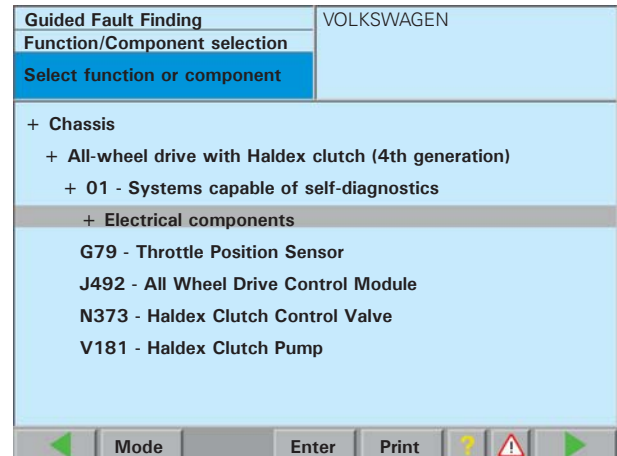 Guided Fault Finding
Function/Component selection
Select function or component
VOLKSWAGEN
+ Chassis
+ All-wheel drive with Haldex clutch (4th generation)
+ 01 - Systems capable of self-diagnostics
+ Electrical components
G79 - Throttle Position Sensor
J492 - All Wheel Drive Control Module
N373 - Haldex Clutch Control Valve
V181 - Haldex Clutch Pump
Mode Enter Print ? !